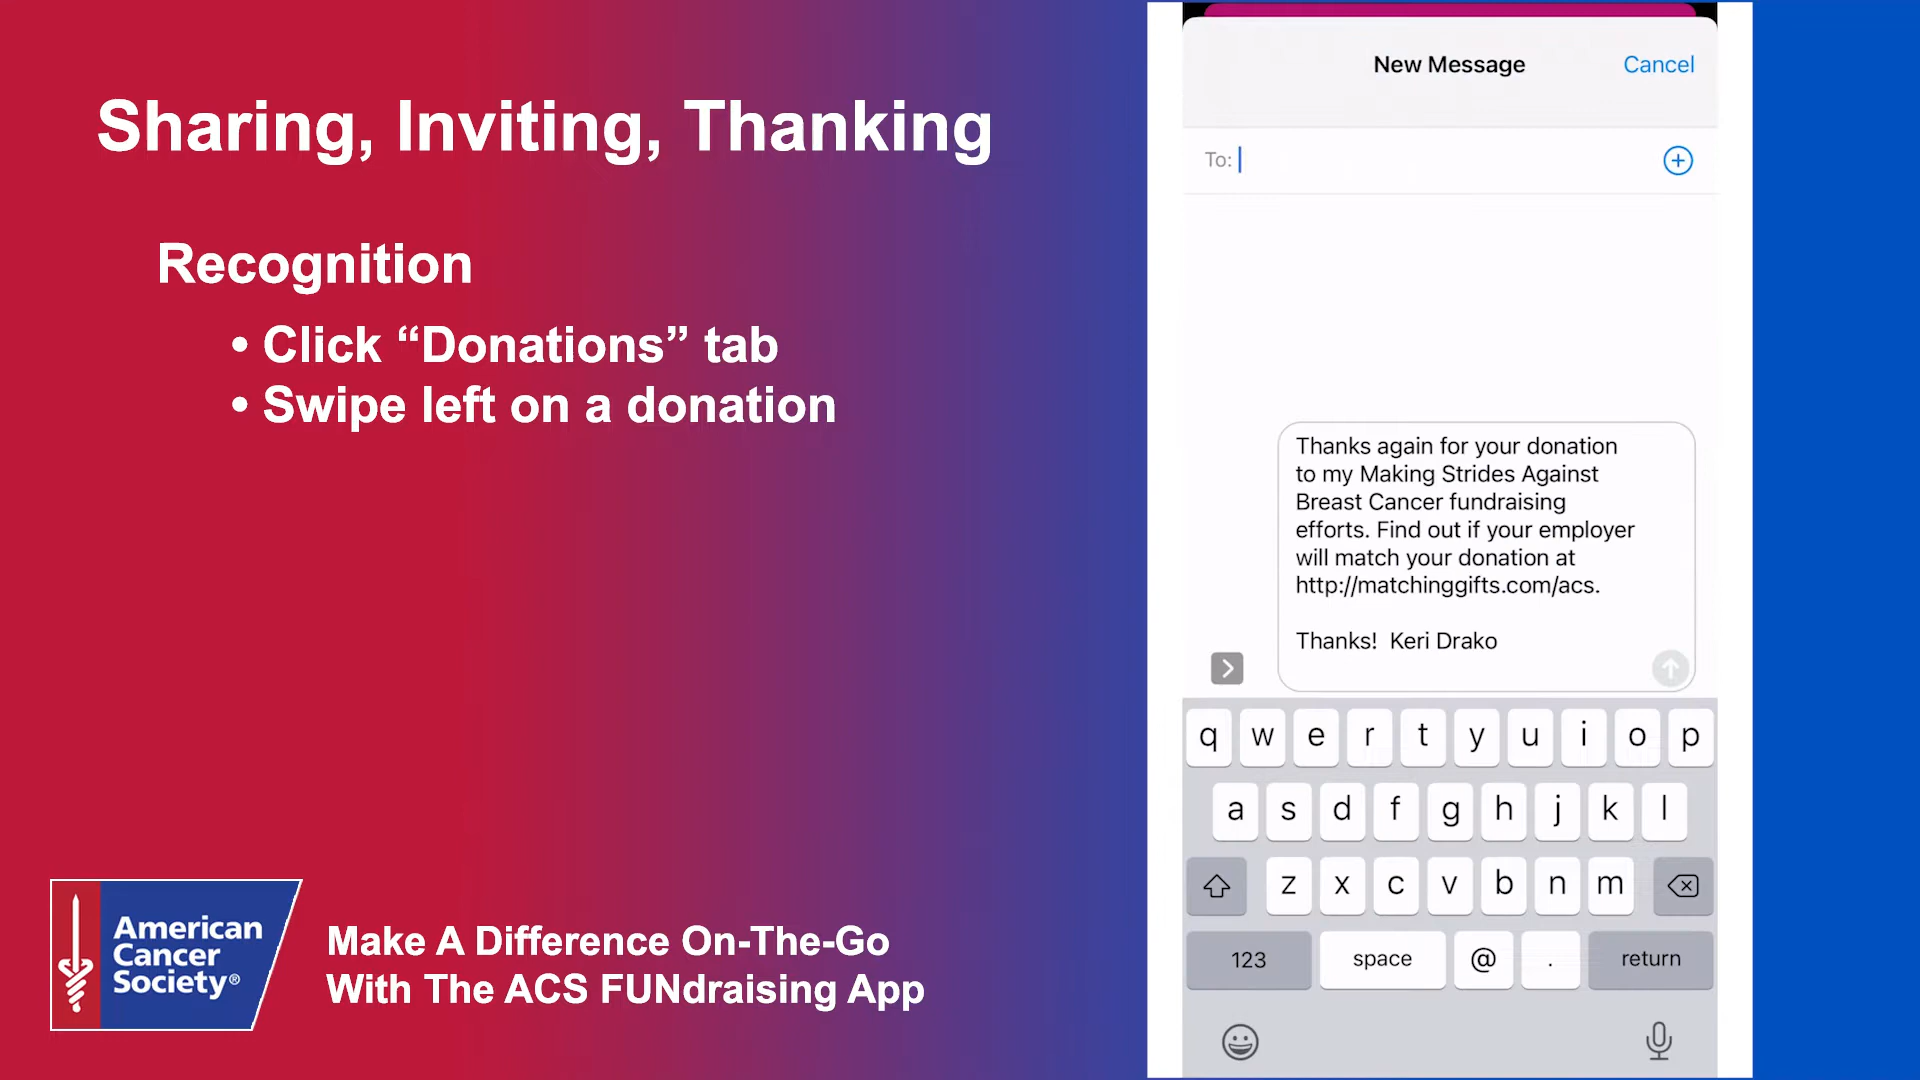 Sharing, Inviting, Thanking
Recognition
• Click “Donations” tab
• Swipe left on a donation
American
Cancer
Society®
Make A Difference On-The-Go
With The ACS FUNdraising App
New Message
Cancel
To:
Thanks again for your donation
to my Making Strides Against
Breast Cancer fundraising
efforts. Find out if your employer
will match your donation at
http://matchinggifts.com/acs.
Thanks!  Keri Drako
q w e r t y u i o p
a s d f g h j k l
z x c v b n m
123 space @ . return